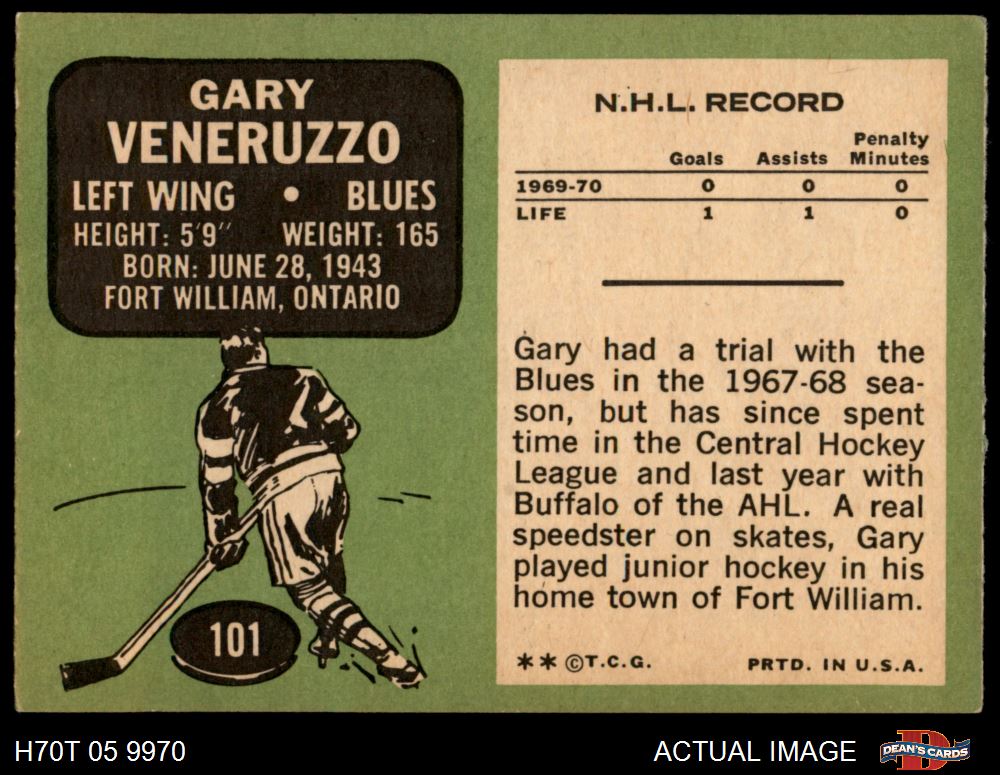 GARY
VENERUZZO
LEFT WING • BLUES
HEIGHT: 5'9" WEIGHT: 165
BORN: JUNE 28, 1943
FORT WILLIAM, ONTARIO
101
N.H.L. RECORD
Goals Assists Penalty Minutes
1969-70 0 0 0
LIFE 1 1 0
Gary had a trial with the
Blues in the 1967-68 sea-
son, but has since spent
time in the Central Hockey
League and last year with
Buffalo of the AHL. A real
speedster on skates, Gary
played junior hockey in his
home town of Fort William.
** ©T.C.G. PRTD. IN U.S.A.
H70T 05 9970 ACTUAL IMAGE DEAN'S CARDS